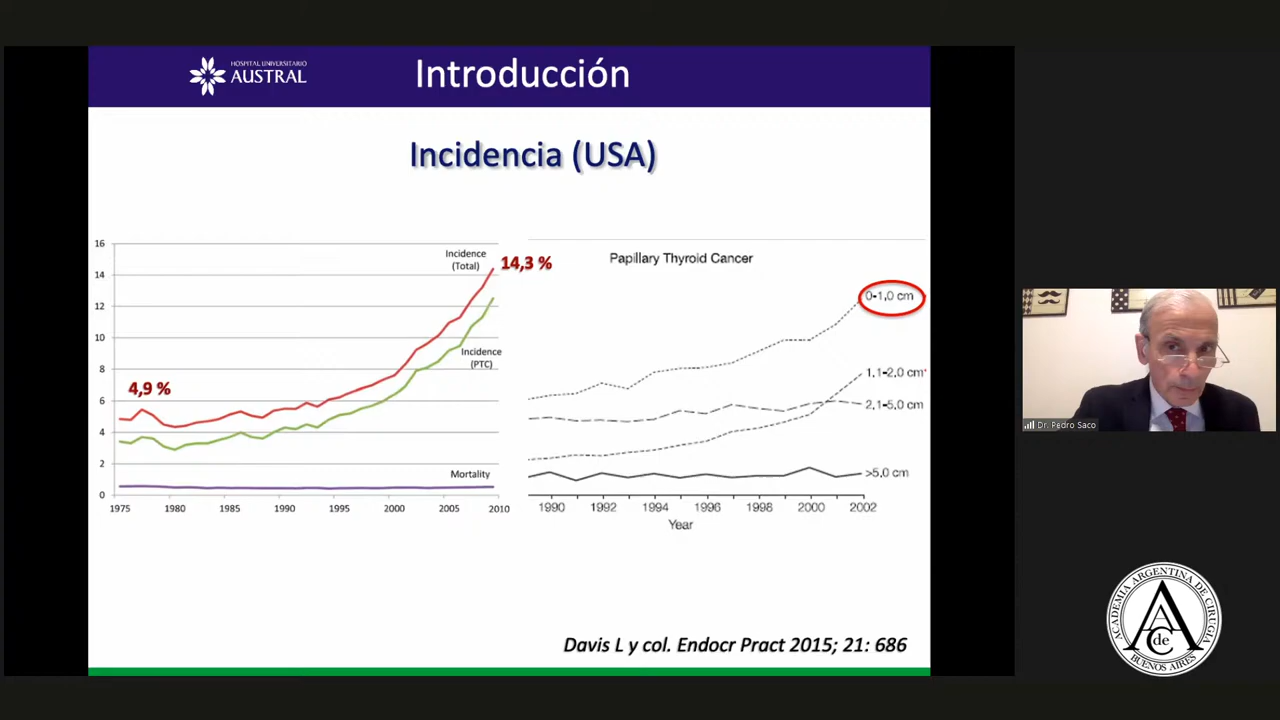 HOSPITAL UNIVERSITARIO
AUSTRAL
Introducción
Incidencia (USA)
16
14
12
10
8
6
4
2
0
Incidence
(Total)
14,3 %
4,9 %
Incidence
(PTC)
Mortality
1975 1980 1985 1990 1995 2000 2005 2010
Papillary Thyroid Cancer
0-1,0 cm
1,1-2,0 cm
2,1-5,0 cm
>5,0 cm
1990 1992 1994 1996 1998 2000 2002
Year
Davis L y col. Endocr Pract 2015; 21: 686
Dr. Pedro Saco
ACADEMIA ARGENTINA DE CIRUGIA
A
C de
BUENOS AIRES